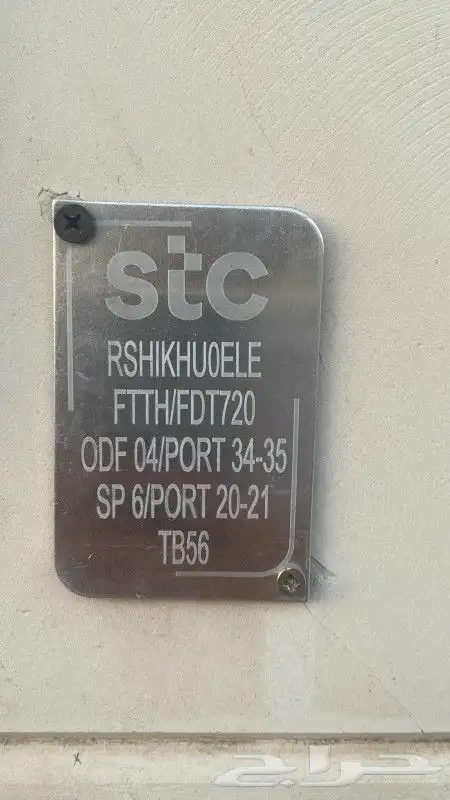 stc
RSHIKHU0ELE
FTTH/FDT720
ODF 04/PORT 34-35
SP 6/PORT 20-21
TB56
حراج